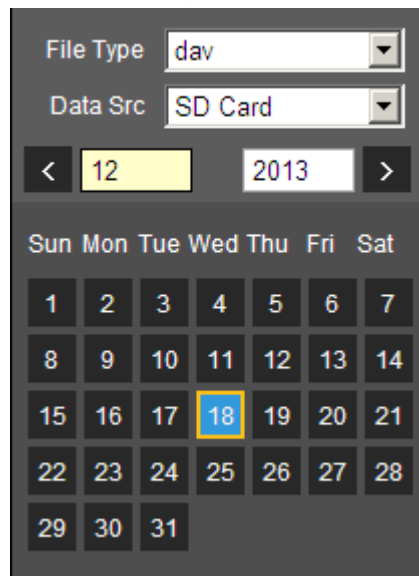 File Type dav
Data Src SD Card
< 12 2013 >
Sun Mon Tue Wed Thu Fri Sat
1 2 3 4 5 6 7
8 9 10 11 12 13 14
15 16 17 18 19 20 21
22 23 24 25 26 27 28
29 30 31